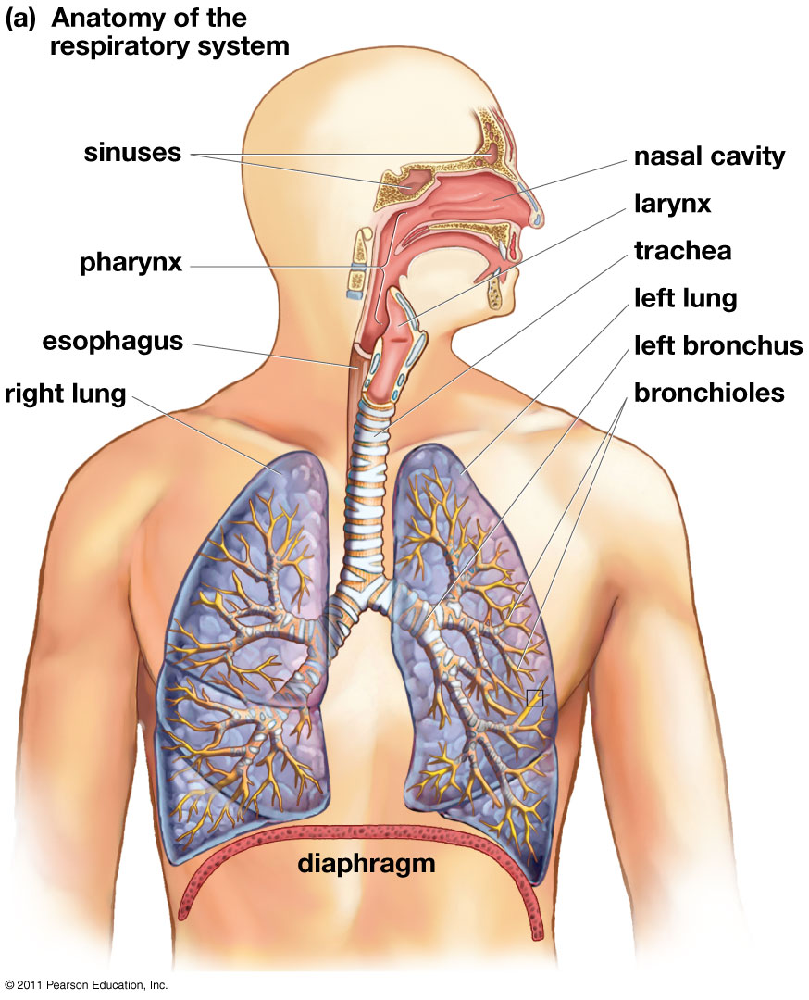 (a) Anatomy of the
respiratory system
sinuses
nasal cavity
larynx
pharynx
trachea
left lung
esophagus
left bronchus
right lung
bronchioles
diaphragm
© 2011 Pearson Education, Inc.